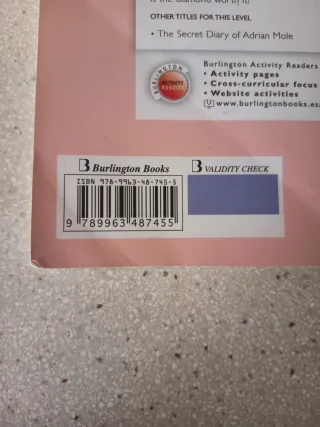 is the diamond worth it?
OTHER TITLES FOR THIS LEVEL
• The Secret Diary of Adrian Mole
BURLINGTON
ACTIVITY
READER
Burlington Activity Readers
• Activity pages
• Cross-curricular focus
• Website activities
www.burlingtonbooks.es
B Burlington Books
B VALIDITY CHECK
ISBN 978-9963-48-745-5
9 789963 487455